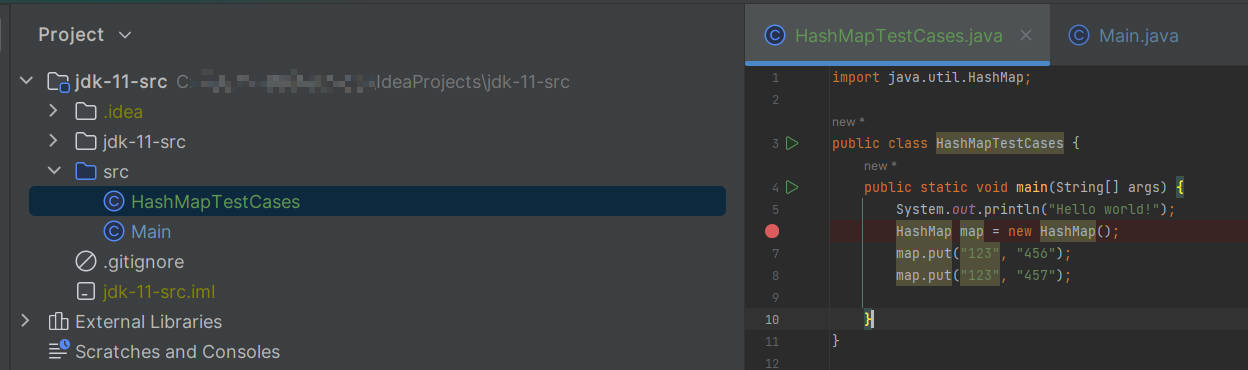 Project
jdk-11-src C: \IdeaProjects\jdk-11-src
.idea
jdk-11-src
src
HashMapTestCases
Main
.gitignore
jdk-11-src.iml
External Libraries
Scratches and Consoles
HashMapTestCases.java Main.java
1 import java.util.HashMap;
2
new *
3 public class HashMapTestCases {
new *
4 public static void main(String[] args) {
5 System.out.println("Hello world!");
HashMap map = new HashMap();
7 map.put("123", "456");
8 map.put("123", "457");
9
10 }
11 }
12